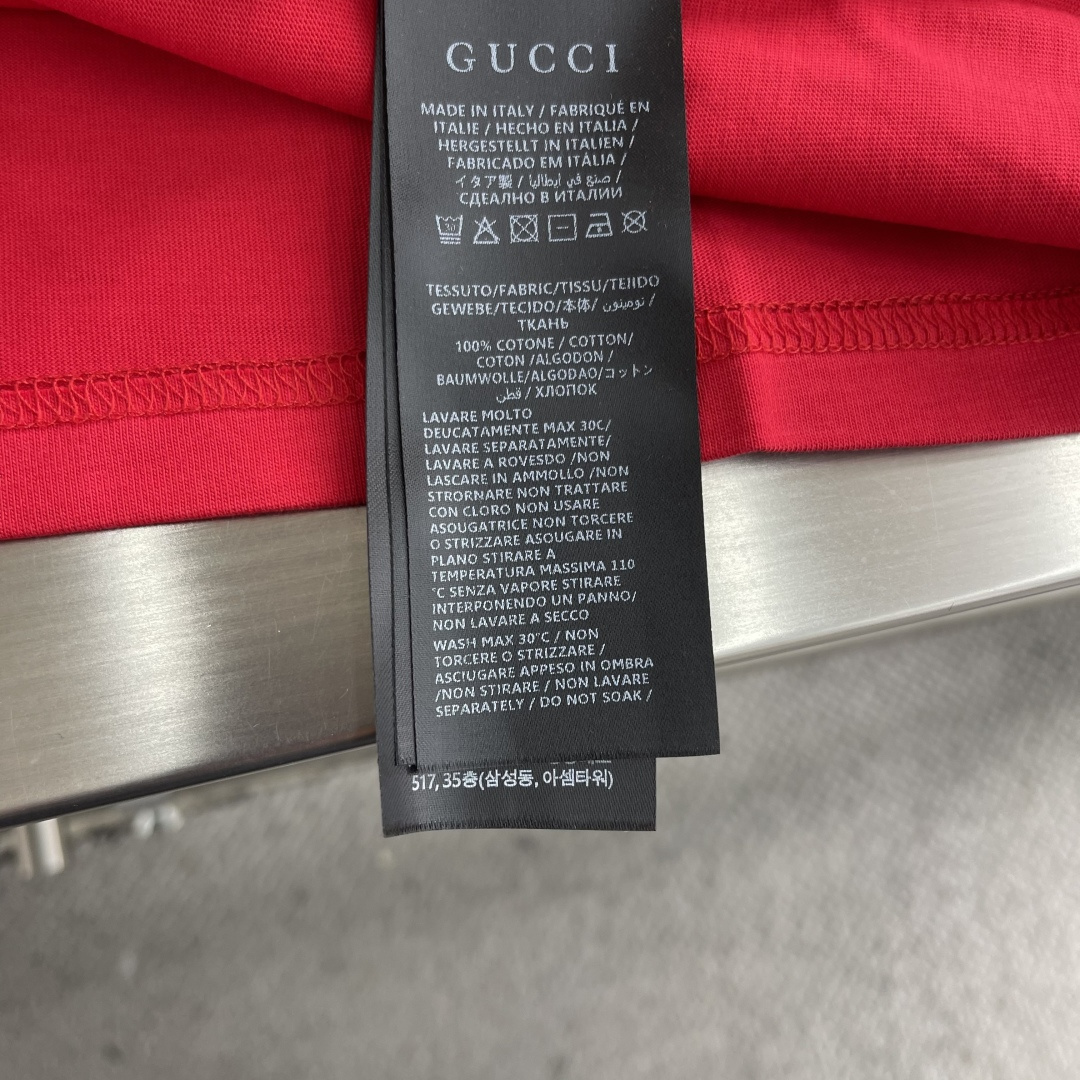 GUCCI
MADE IN ITALY / FABRIQUÉ EN
ITALIE / HECHO EN ITALIA /
HERGESTELLT IN ITALIEN /
FABRICADO EM ITÁLIA /
イタア製 / صنع في ايطاليا /
СДЕАЛНО В ИТАЛИИ
TESSUTO/FABRIC/TISSU/TEIIDO
GEWEBE/TECIDO/本体/ نومينون /
ТКАНЬ
100% COTONE / COTTON/
COTON /ALGODON /
BAUMWOLLE/ALGODAO/コットン
قطن / ХЛОПОК
LAVARE MOLTO
DEUCATAMENTE MAX 30C/
LAVARE SEPARATAMENTE/
LAVARE A ROVESDO /NON
LASCARE IN AMMOLLO /NON
STRORNARE NON TRATTARE
CON CLORO NON USARE
ASOUGATRICE NON TORCERE
O STRIZZARE ASOUGARE IN
PLANO STIRARE A
TEMPERATURA MASSIMA 110
°C SENZA VAPORE STIRARE
INTERPONENDO UN PANNO/
NON LAVARE A SECCO
WASH MAX 30°C / NON
TORCERE O STRIZZARE /
ASCIUGARE APPESO IN OMBRA
/NON STIRARE / NON LAVARE
SEPARATELY / DO NOT SOAK /
517, 35층(삼성동, 아셈타워)